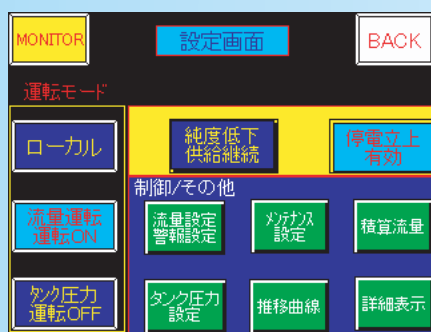 MONITOR
設定画面
BACK
運転モード
ローカル
純度低下
供給継続
停電立上
有効
制御/その他
流量運転
運転ON
流量設定
警報設定
メンテナンス
設定
積算流量
タンク圧力
運転OFF
タンク圧力
設定
推移曲線
詳細表示